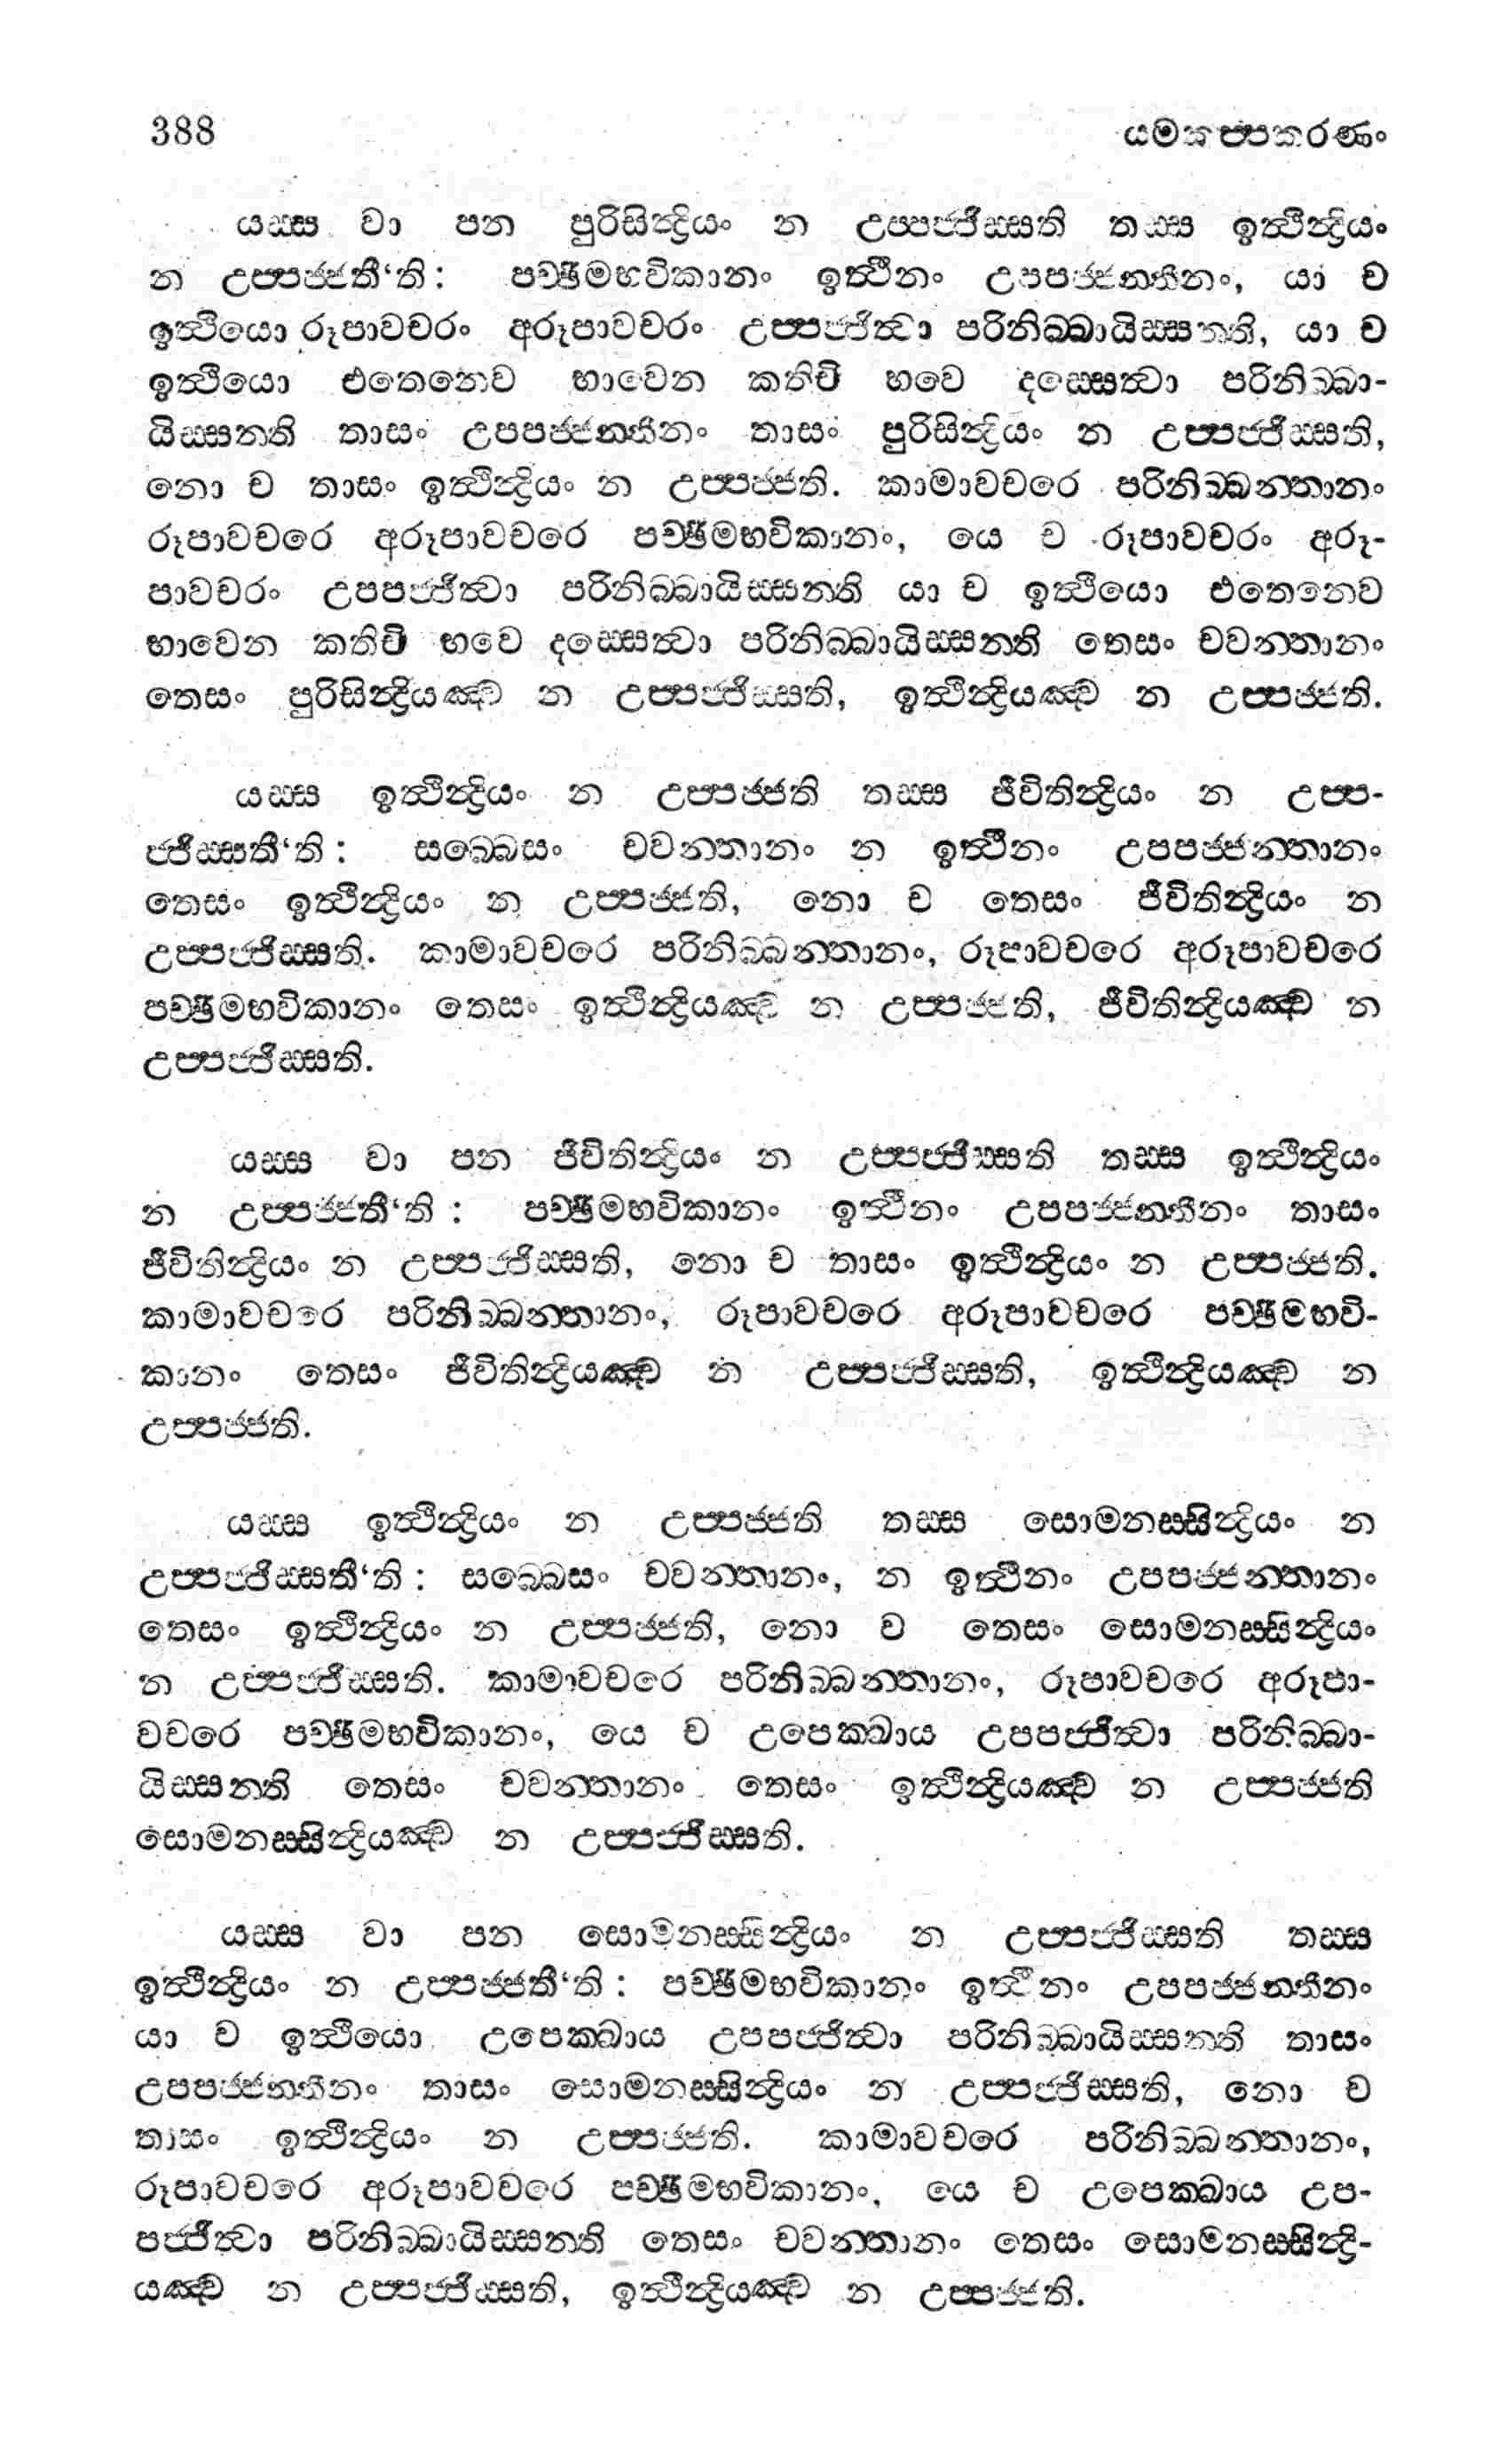 388 යමකප්පකරණං
යස්ස වා පන පුරිසින්ද්‍රියං න උප්පජ්ජිස්සති තස්ස ඉත්ථින්ද්‍රියං
න උප්පජ්ජතී‘ති: පච්ඡිමභවිකානං ඉත්ථීනං උපපජ්ජන්තීනං, යා ච
ඉත්ථියො රූපාවචරං අරූපාවචරං උප්පජ්ජිත්වා පරිනිබ්බායිස්සන්ති, යා ච
ඉත්ථියො එතෙනෙව භාවෙන කතිචි භවෙ දස්සෙත්වා පරිනිබ්බා-
යිස්සන්ති තාසං උපපජ්ජන්තීනං තාසං පුරිසින්ද්‍රියං න උප්පජ්ජිස්සති,
නො ච තාසං ඉත්ථින්ද්‍රියං න උප්පජ්ජති. කාමාවචරෙ පරිනිබ්බන්තානං
රූපාවචරෙ අරූපාවචරෙ පච්ඡිමභවිකානං, යෙ ච රූපාවචරං අරූ-
පාවචරං උපපජ්ජිත්වා පරිනිබ්බායිස්සන්ති යා ච ඉත්ථියො එතෙනෙව
භාවෙන කතිචි භවෙ දස්සෙත්වා පරිනිබ්බායිස්සන්ති තෙසං චවන්තානං
තෙසං පුරිසින්ද්‍රියඤ්ච න උප්පජ්ජිස්සති, ඉත්ථින්ද්‍රියඤ්ච න උප්පජ්ජති.
යස්ස ඉත්ථින්ද්‍රියං න උප්පජ්ජති තස්ස ජීවිතින්ද්‍රියං න උප්ප-
ජ්ජිස්සතී‘ති: සබ්බෙසං චවන්තානං න ඉත්ථීනං උපපජ්ජන්තානං
තෙසං ඉත්ථින්ද්‍රියං න උප්පජ්ජති, නො ච තෙසං ජීවිතින්ද්‍රියං න
උප්පජ්ජිස්සති. කාමාවචරෙ පරිනිබ්බන්තානං, රූපාවචරෙ අරූපාවචරෙ
පච්ඡිමභවිකානං තෙසං ඉත්ථින්ද්‍රියඤ්ච න උප්පජ්ජති, ජීවිතින්ද්‍රියඤ්ච න
උප්පජ්ජිස්සති.
යස්ස වා පන ජීවිතින්ද්‍රියං න උප්පජ්ජිස්සති තස්ස ඉත්ථින්ද්‍රියං
න උප්පජ්ජතී‘ති : පච්ඡිමභවිකානං ඉත්ථීනං උපපජ්ජන්තීනං තාසං
ජීවිතින්ද්‍රියං න උප්පජ්ජිස්සති, නො ච තාසං ඉත්ථින්ද්‍රියං න උප්පජ්ජති.
කාමාවචරෙ පරිනිබ්බන්තානං, රූපාවචරෙ අරූපාවචරෙ පච්ඡිමභවි-
කානං තෙසං ජීවිතින්ද්‍රියඤ්ච න උප්පජ්ජිස්සති, ඉත්ථින්ද්‍රියඤ්ච න
උප්පජ්ජති.
යස්ස ඉත්ථින්ද්‍රියං න උප්පජ්ජති තස්ස සොමනස්සින්ද්‍රියං න
උප්පජ්ජිස්සතී‘ති : සබ්බෙසං චවන්තානං, න ඉත්ථීනං උපපජ්ජන්තානං
තෙසං ඉත්ථින්ද්‍රියං න උප්පජ්ජති, නො ච තෙසං සොමනස්සින්ද්‍රියං
න උප්පජ්ජිස්සති. කාමාවචරෙ පරිනිබ්බන්තානං, රූපාවචරෙ අරූපා-
වචරෙ පච්ඡිමභවිකානං, යෙ ච උපෙක්ඛාය උපපජ්ජිත්වා පරිනිබ්බා-
යිස්සන්ති තෙසං චවන්තානං තෙසං ඉත්ථින්ද්‍රියඤ්ච න උප්පජ්ජති
සොමනස්සින්ද්‍රියඤ්ච න උප්පජ්ජිස්සති.
යස්ස වා පන සොමනස්සින්ද්‍රියං න උප්පජ්ජිස්සති තස්ස
ඉත්ථින්ද්‍රියං න උප්පජ්ජතී‘ති : පච්ඡිමභවිකානං ඉත්ථීනං උපපජ්ජන්තීනං
යා ච ඉත්ථියො උපෙක්ඛාය උපපජ්ජිත්වා පරිනිබ්බායිස්සන්ති තාසං
උපපජ්ජන්තීනං තාසං සොමනස්සින්ද්‍රියං න උප්පජ්ජිස්සති, නො ච
තාසං ඉත්ථින්ද්‍රියං න උප්පජ්ජති. කාමාවචරෙ පරිනිබ්බන්තානං,
රූපාවචරෙ අරූපාවචරෙ පච්ඡිමභවිකානං, යෙ ච උපෙක්ඛාය උප-
පජ්ජිත්වා පරිනිබ්බායිස්සන්ති තෙසං චවන්තානං තෙසං සොමනස්සින්ද්‍රි-
යඤ්ච න උප්පජ්ජිස්සති, ඉත්ථින්ද්‍රියඤ්ච න උප්පජ්ජති.